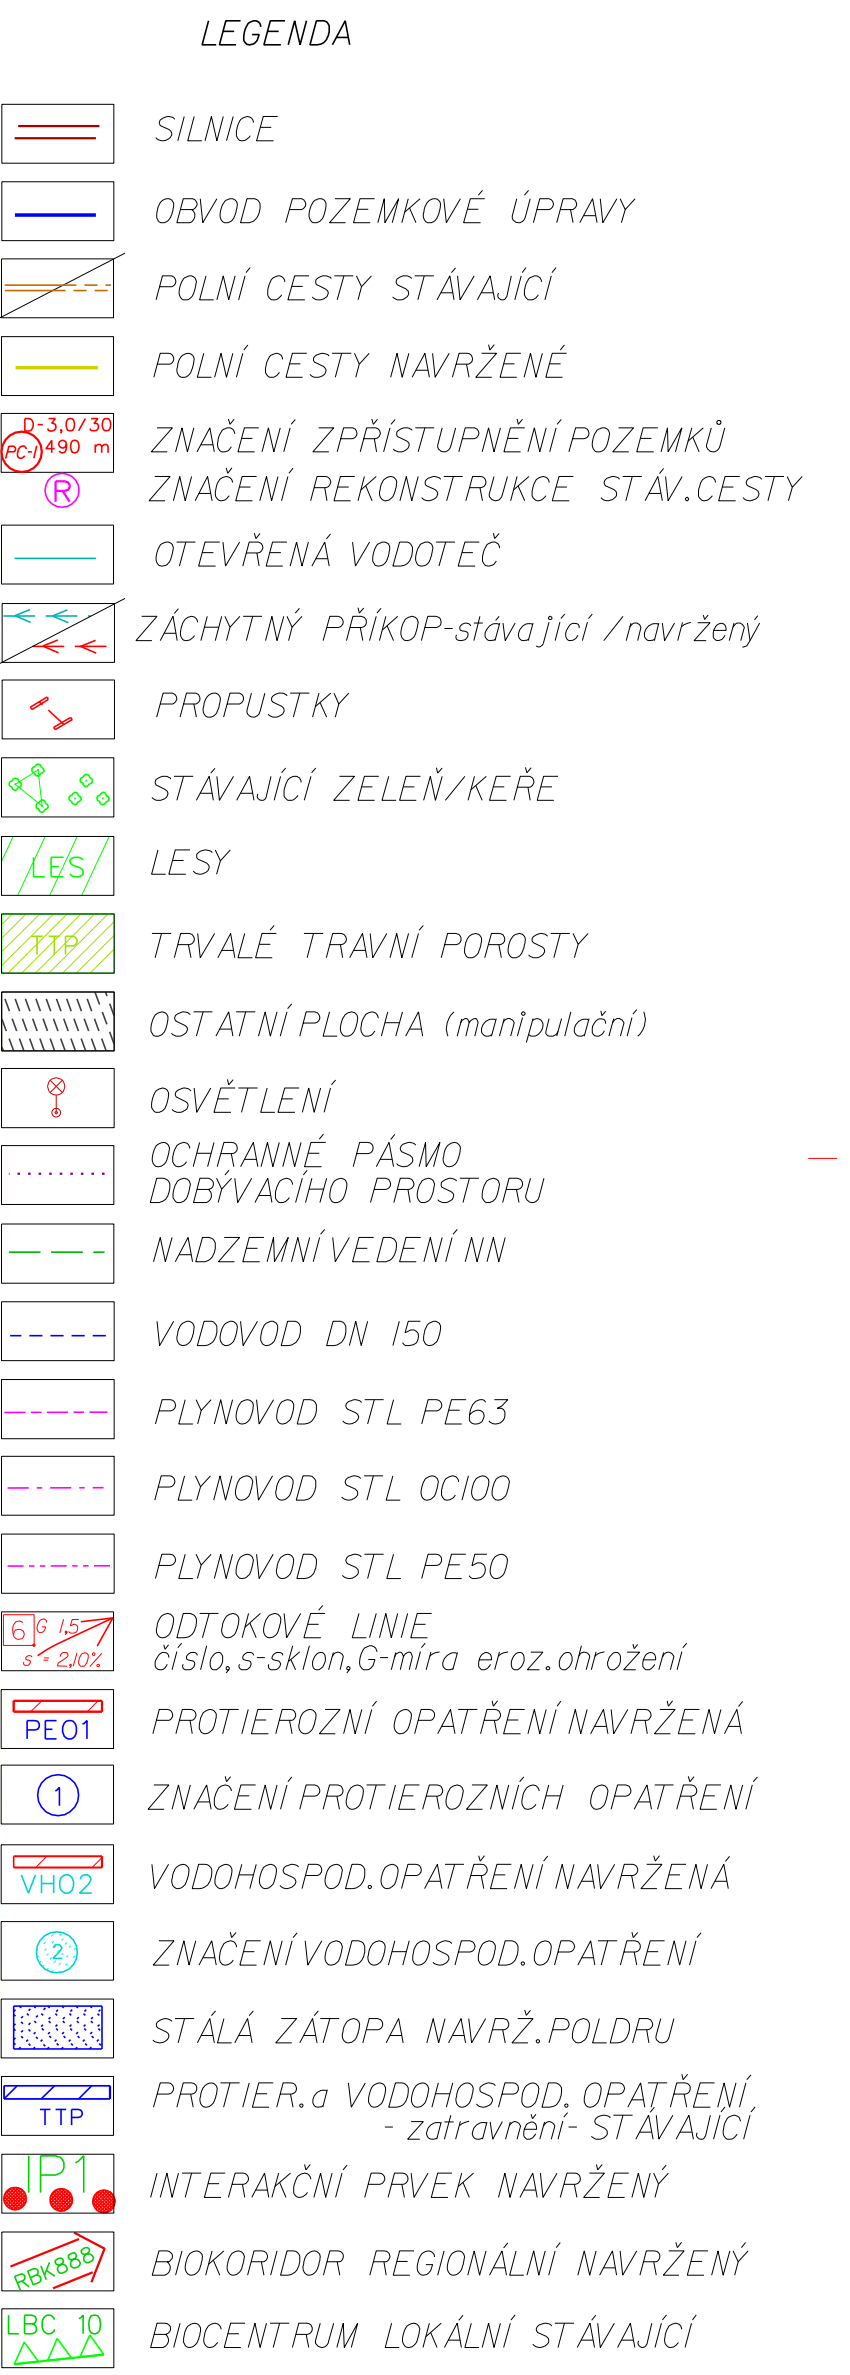 LEGENDA
SILNICE
OBVOD POZEMKOVÉ ÚPRAVY
POLNÍ CESTY STÁVAJÍCÍ
POLNÍ CESTY NAVRŽENÉ
D-3,0/30
PC-1 490 m
ZNAČENÍ ZPŘÍSTUPNĚNÍ POZEMKŮ
R ZNAČENÍ REKONSTRUKCE STÁV.CESTY
OTEVŘENÁ VODOTEČ
ZÁCHYTNÝ PŘÍKOP-stávající /navržený
PROPUSTKY
STÁVAJÍCÍ ZELEŇ/KEŘE
LES LESY
TTP TRVALÉ TRAVNÍ POROSTY
OSTATNÍ PLOCHA (manipulační)
OSVĚTLENÍ
OCHRANNÉ PÁSMO
DOBÝVACÍHO PROSTORU
NADZEMNÍ VEDENÍ NN
VODOVOD DN 150
PLYNOVOD STL PE63
PLYNOVOD STL OC100
PLYNOVOD STL PE50
6 G 1,5 ODTOKOVÉ LINIE
s = 2,10% číslo,s-sklon,G-míra eroz.ohrožení
PEO1 PROTIEROZNÍ OPATŘENÍ NAVRŽENÁ
1 ZNAČENÍ PROTIEROZNÍCH OPATŘENÍ
VHO2 VODOHOSPOD.OPATŘENÍ NAVRŽENÁ
2 ZNAČENÍ VODOHOSPOD.OPATŘENÍ
STÁLÁ ZÁTOPA NAVRŽ.POLDRU
PROTIER.a VODOHOSPOD. OPATŘENÍ
TTP - zatravnění- STÁVAJÍCÍ
IP1 INTERAKČNÍ PRVEK NAVRŽENÝ
RBK888 BIOKORIDOR REGIONÁLNÍ NAVRŽENÝ
LBC 10 BIOCENTRUM LOKÁLNÍ STÁVAJÍCÍ